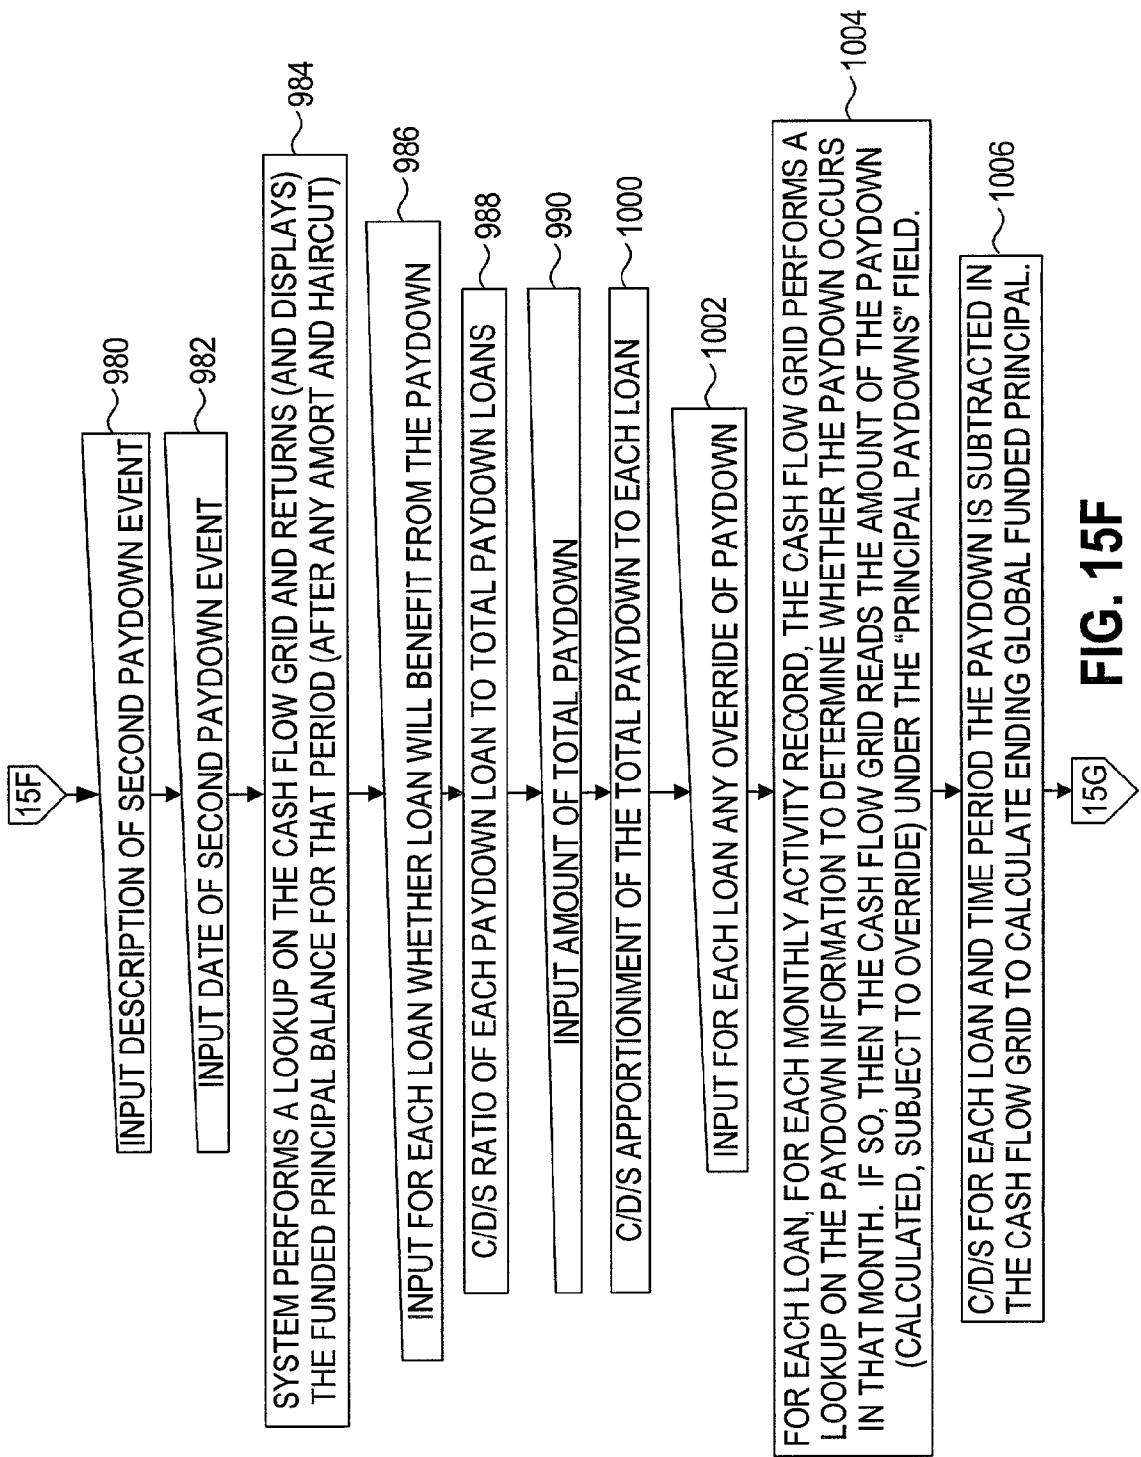 15F
INPUT DESCRIPTION OF SECOND PAYDOWN EVENT
980
INPUT DATE OF SECOND PAYDOWN EVENT
982
SYSTEM PERFORMS A LOOKUP ON THE CASH FLOW GRID AND RETURNS (AND DISPLAYS)
THE FUNDED PRINCIPAL BALANCE FOR THAT PERIOD (AFTER ANY AMORT AND HAIRCUT)
984
INPUT FOR EACH LOAN WHETHER LOAN WILL BENEFIT FROM THE PAYDOWN
986
C/D/S RATIO OF EACH PAYDOWN LOAN TO TOTAL PAYDOWN LOANS
988
INPUT AMOUNT OF TOTAL PAYDOWN
990
C/D/S APPORTIONMENT OF THE TOTAL PAYDOWN TO EACH LOAN
1000
INPUT FOR EACH LOAN ANY OVERRIDE OF PAYDOWN
1002
FOR EACH LOAN, FOR EACH MONTHLY ACTIVITY RECORD, THE CASH FLOW GRID PERFORMS A
LOOKUP ON THE PAYDOWN INFORMATION TO DETERMINE WHETHER THE PAYDOWN OCCURS
IN THAT MONTH. IF SO, THEN THE CASH FLOW GRID READS THE AMOUNT OF THE PAYDOWN
(CALCULATED, SUBJECT TO OVERRIDE) UNDER THE "PRINCIPAL PAYDOWNS" FIELD.
1004
C/D/S FOR EACH LOAN AND TIME PERIOD THE PAYDOWN IS SUBTRACTED IN
THE CASH FLOW GRID TO CALCULATE ENDING GLOBAL FUNDED PRINCIPAL.
1006
15G
FIG. 15F